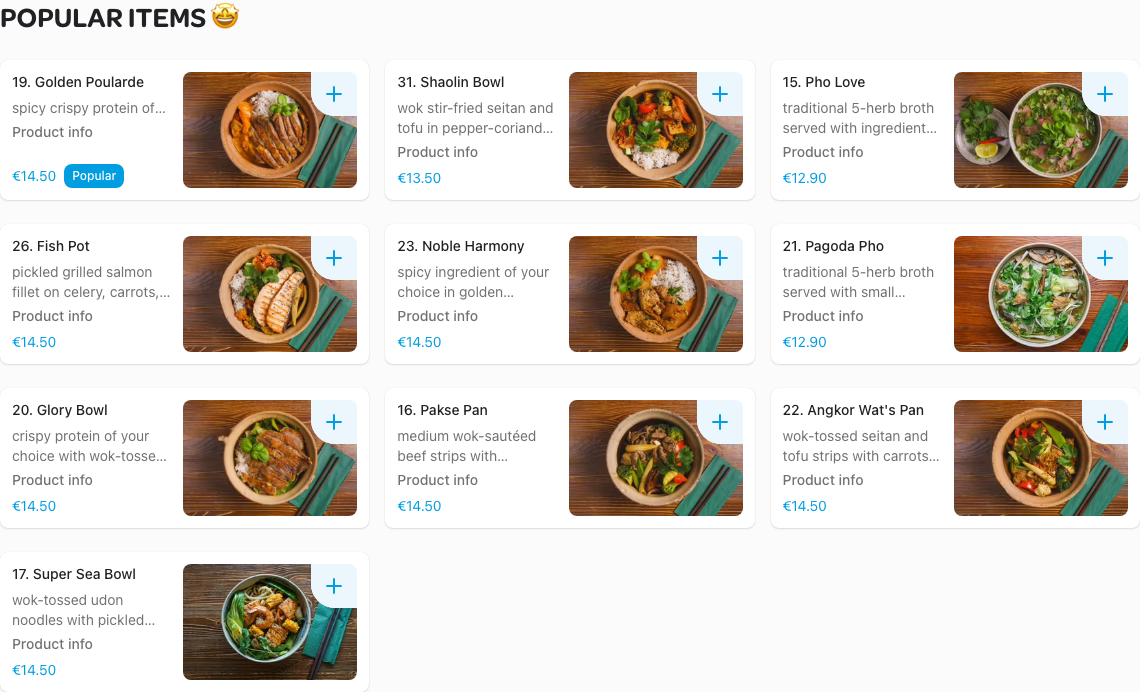 POPULAR ITEMS 🤩
19. Golden Poularde
spicy crispy protein of...
Product info
€14.50 Popular
31. Shaolin Bowl
wok stir-fried seitan and
tofu in pepper-coriand...
Product info
€13.50
15. Pho Love
traditional 5-herb broth
served with ingredient...
Product info
€12.90
26. Fish Pot
pickled grilled salmon
fillet on celery, carrots,...
Product info
€14.50
23. Noble Harmony
spicy ingredient of your
choice in golden...
Product info
€14.50
21. Pagoda Pho
traditional 5-herb broth
served with small...
Product info
€12.90
20. Glory Bowl
crispy protein of your
choice with wok-tosse...
Product info
€14.50
16. Pakse Pan
medium wok-sautéed
beef strips with...
Product info
€14.50
22. Angkor Wat's Pan
wok-tossed seitan and
tofu strips with carrots...
Product info
€14.50
17. Super Sea Bowl
wok-tossed udon
noodles with pickled...
Product info
€14.50